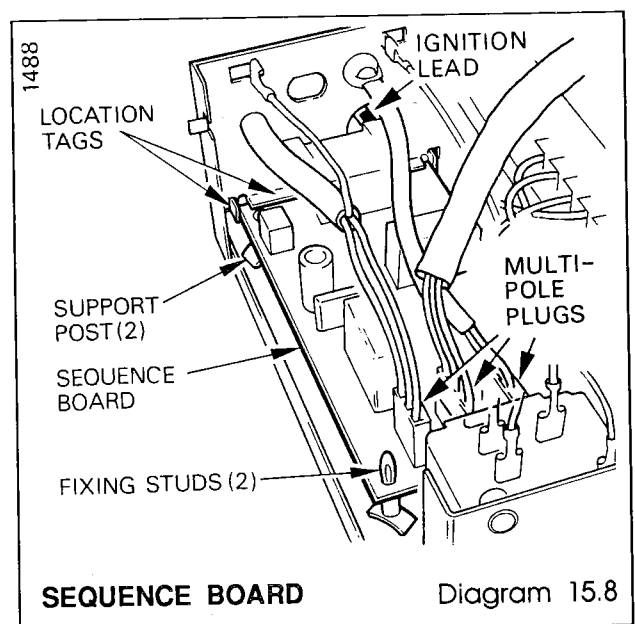 1488
IGNITION
LEAD
LOCATION
TAGS
MULTI-
POLE
PLUGS
SUPPORT
POST (2)
SEQUENCE
BOARD
FIXING STUDS (2)
SEQUENCE BOARD
Diagram 15.8